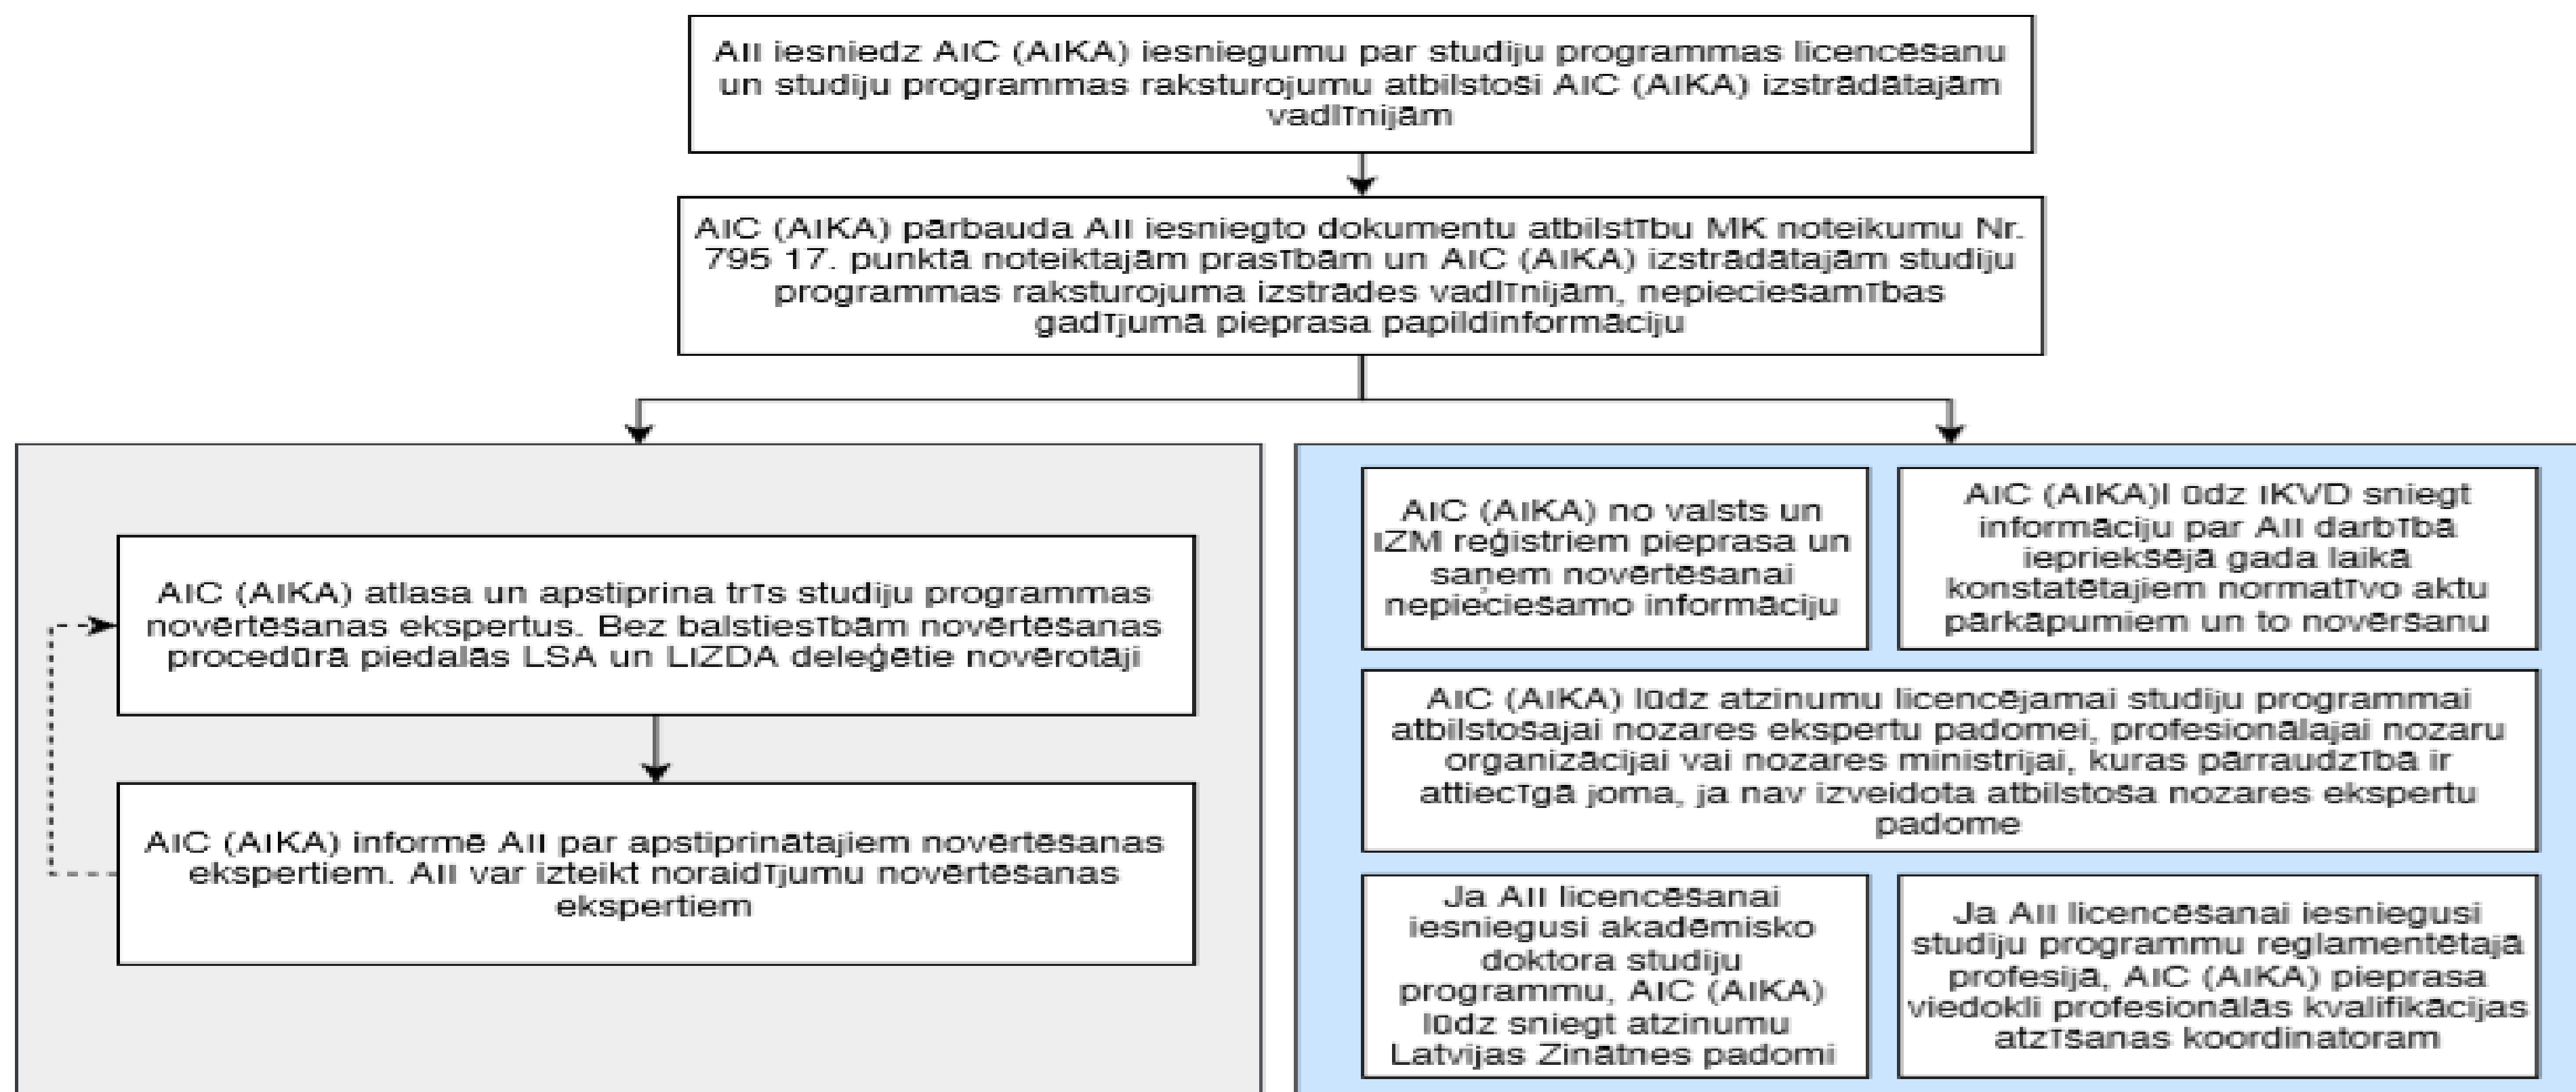 AII iesniedz AIC (AIKA) iesniegumu par studiju programmas licencēšanu
un studiju programmas raksturojumu atbilstoši AIC (AIKA) izstrādātajām
vadlīnijām
AIC (AIKA) pārbauda AII iesniegto dokumentu atbilstību MK noteikumu Nr.
795 17. punktā noteiktajām prasībām un AIC (AIKA) izstrādātajām studiju
programmas raksturojuma izstrādes vadlīnijām, nepieciešamības
gadījumā pieprasa papildinformāciju
AIC (AIKA) atlasa un apstiprina trīs studiju programmas
novērtēšanas ekspertus. Bez balstiesībām novērtēšanas
procedūrā piedalās LSA un LIZDA deleģētie novērotāji
AIC (AIKA) informē AII par apstiprinātajiem novērtēšanas
ekspertiem. AII var izteikt noraidījumu novērtēšanas
ekspertiem
AIC (AIKA) no valsts un
IZM reģistriem pieprasa un
saņem novērtēšanai
nepieciešamo informāciju
AIC (AIKA)l ūdz IKVD sniegt
informāciju par AII darbībā
iepriekšējā gada laikā
konstatētajiem normatīvo aktu
pārkāpumiem un to novēršanu
AIC (AIKA) lūdz atzinumu licencējamai studiju programmai
atbilstošajai nozares ekspertu padomei, profesionālajai nozaru
organizācijai vai nozares ministrijai, kuras pārraudzībā ir
attiecīgā joma, ja nav izveidota atbilstoša nozares ekspertu
padome
Ja AII licencēšanai
iesniegusi akadēmisko
doktora studiju
programmu, AIC (AIKA)
lūdz sniegt atzinumu
Latvijas Zinātnes padomi
Ja AII licencēšanai iesniegusi
studiju programmu reglamentētajā
profesijā, AIC (AIKA) pieprasa
viedokli profesionālās kvalifikācijas
atzīšanas koordinatoram